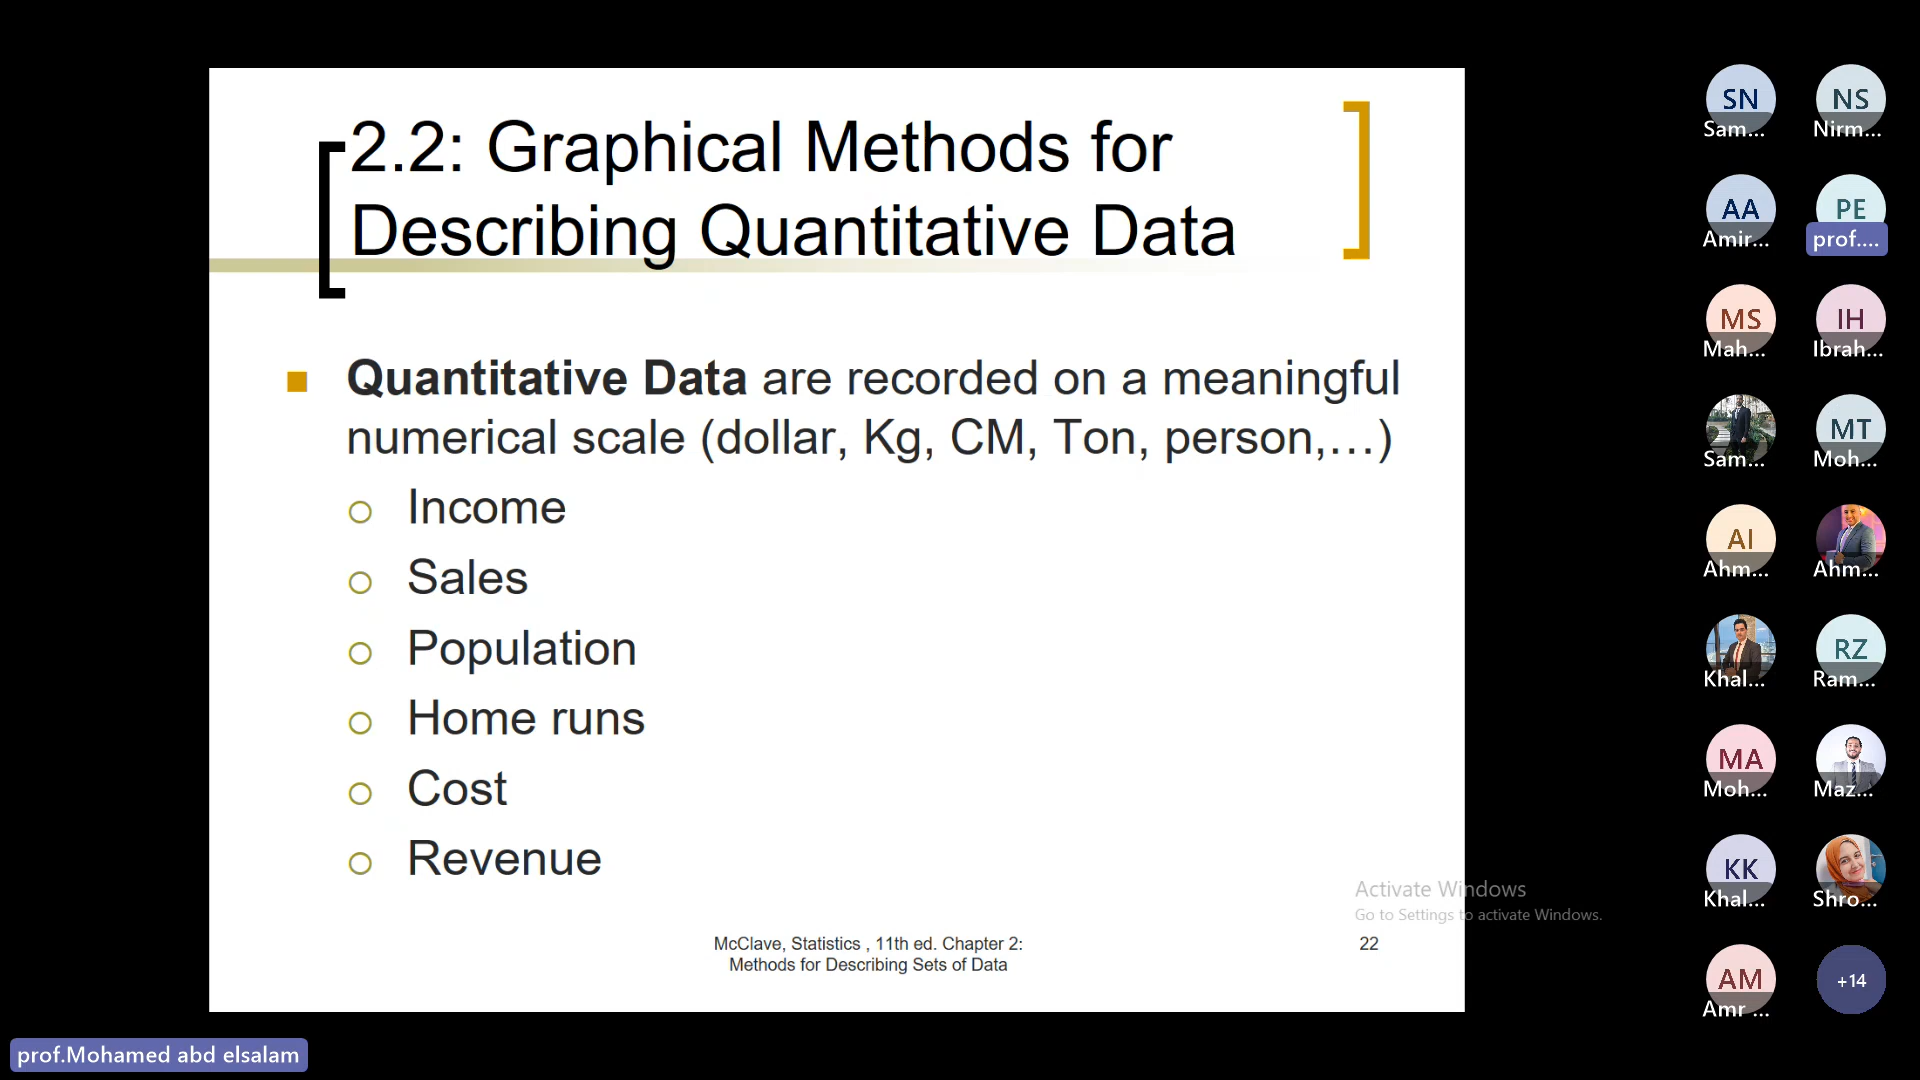 2.2: Graphical Methods for
Describing Quantitative Data
Quantitative Data are recorded on a meaningful
numerical scale (dollar, Kg, CM, Ton, person,…)
Income
Sales
Population
Home runs
Cost
Revenue
McClave, Statistics , 11th ed. Chapter 2:
Methods for Describing Sets of Data
22
Activate Windows
Go to Settings to activate Windows.
SN
Sam...
NS
Nirm...
AA
Amir...
PE
prof....
MS
Mah...
IH
Ibrah...
Sam...
MT
Moh...
AI
Ahm...
Ahm...
Khal...
RZ
Ram...
MA
Moh...
Maz...
KK
Khal...
Shro...
AM
Amr ...
+14
prof.Mohamed abd elsalam